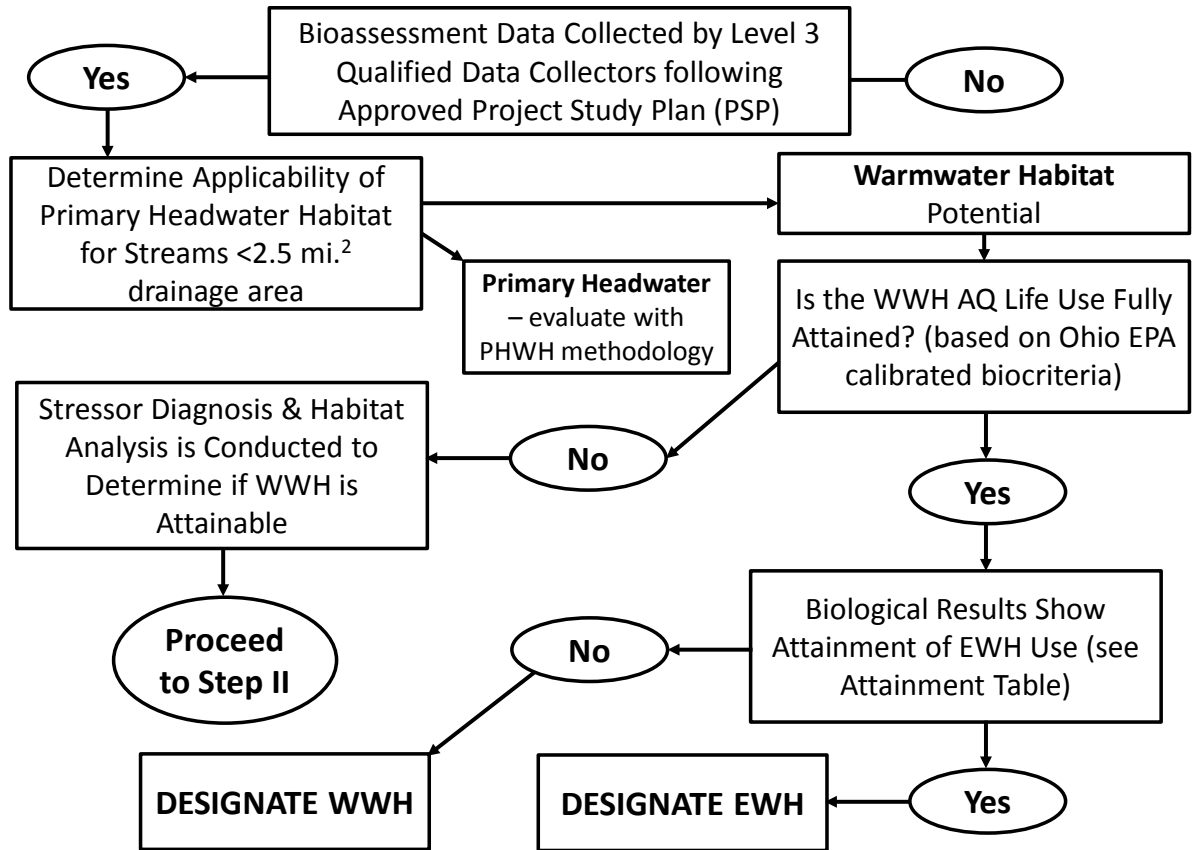 Bioassessment Data Collected by Level 3
Qualified Data Collectors following
Approved Project Study Plan (PSP)
Yes
No
Determine Applicability of
Primary Headwater Habitat
for Streams <2.5 mi.²
drainage area
Warmwater Habitat
Potential
Primary Headwater
– evaluate with
PHWH methodology
Is the WWH AQ Life Use Fully
Attained? (based on Ohio EPA
calibrated biocriteria)
Stressor Diagnosis & Habitat
Analysis is Conducted to
Determine if WWH is
Attainable
No
Yes
Proceed
to Step II
Biological Results Show
Attainment of EWH Use (see
Attainment Table)
No
DESIGNATE WWH
DESIGNATE EWH
Yes